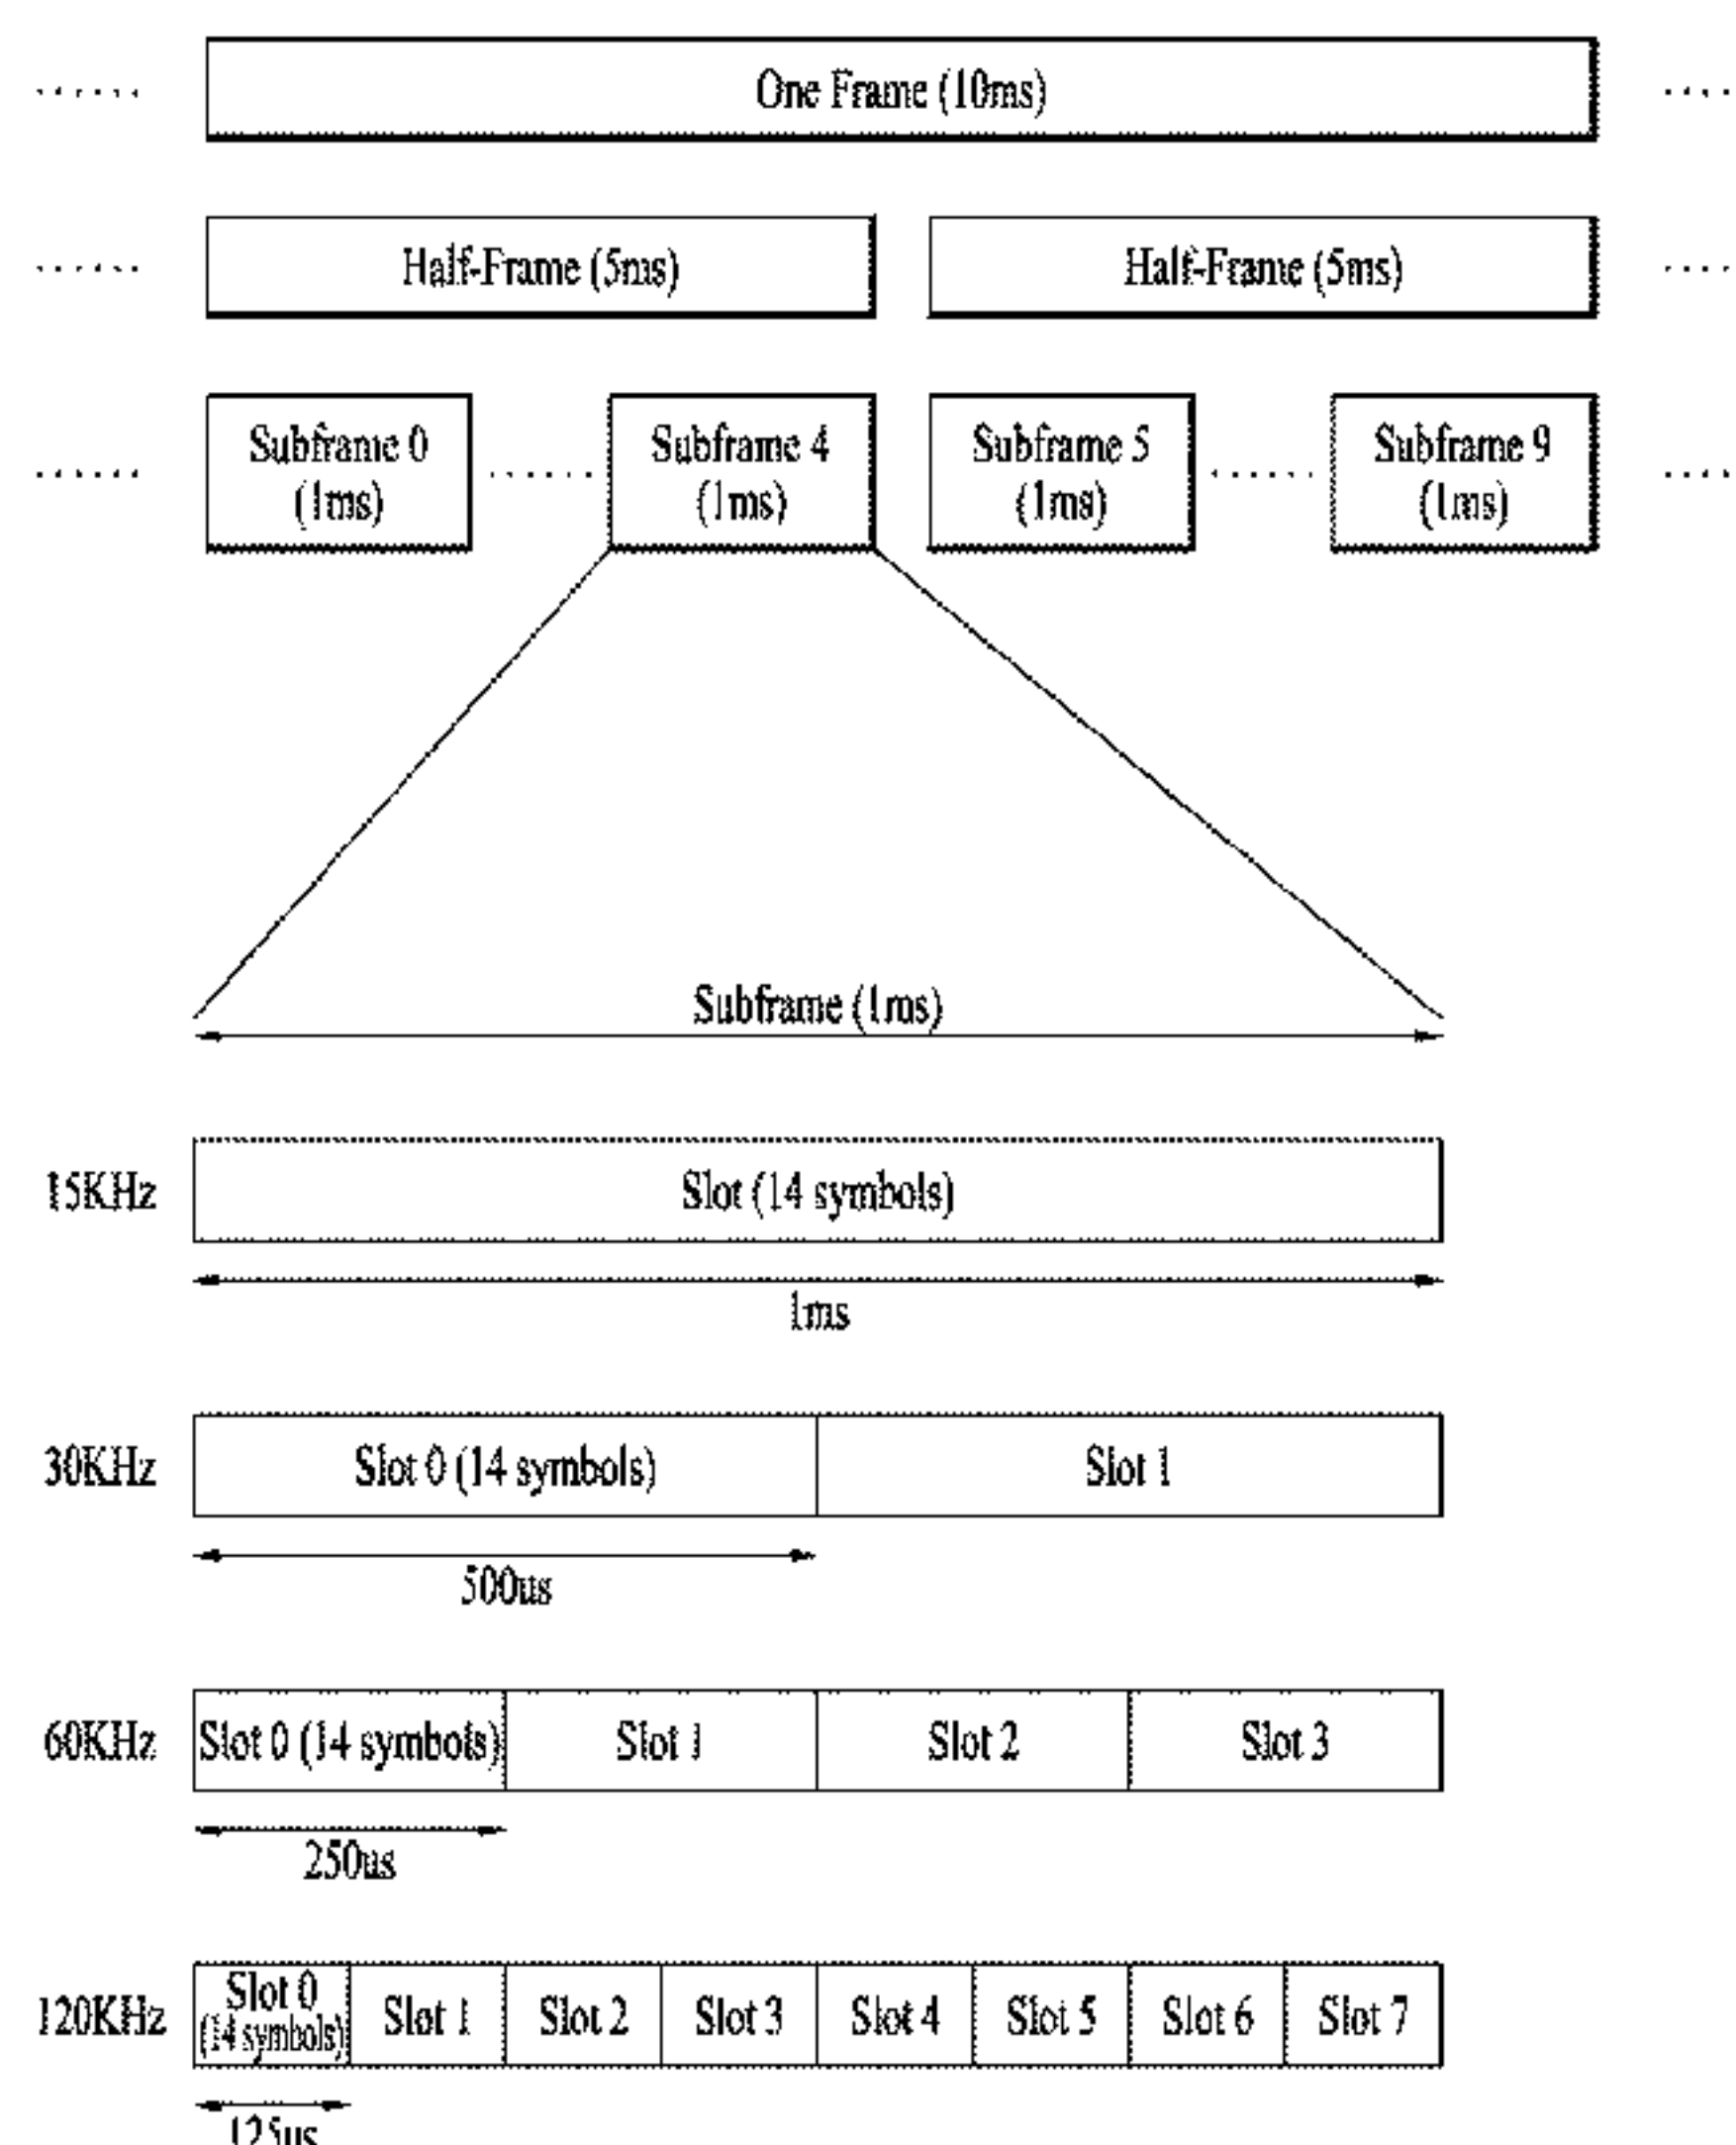 One Frame (10ms)
Half-Frame (5ms)
Half-Frame (5ms)
Subframe 0
(1ms)
Subframe 4
(1ms)
Subframe 5
(1ms)
Subframe 9
(1ms)
Subframe (1ms)
15KHz
Slot (14 symbols)
1ms
30KHz
Slot 0 (14 symbols)
Slot 1
500us
60KHz
Slot 0 (14 symbols)
Slot 1
Slot 2
Slot 3
250us
120KHz
Slot 0
(14 symbols)
Slot 1
Slot 2
Slot 3
Slot 4
Slot 5
Slot 6
Slot 7
125us